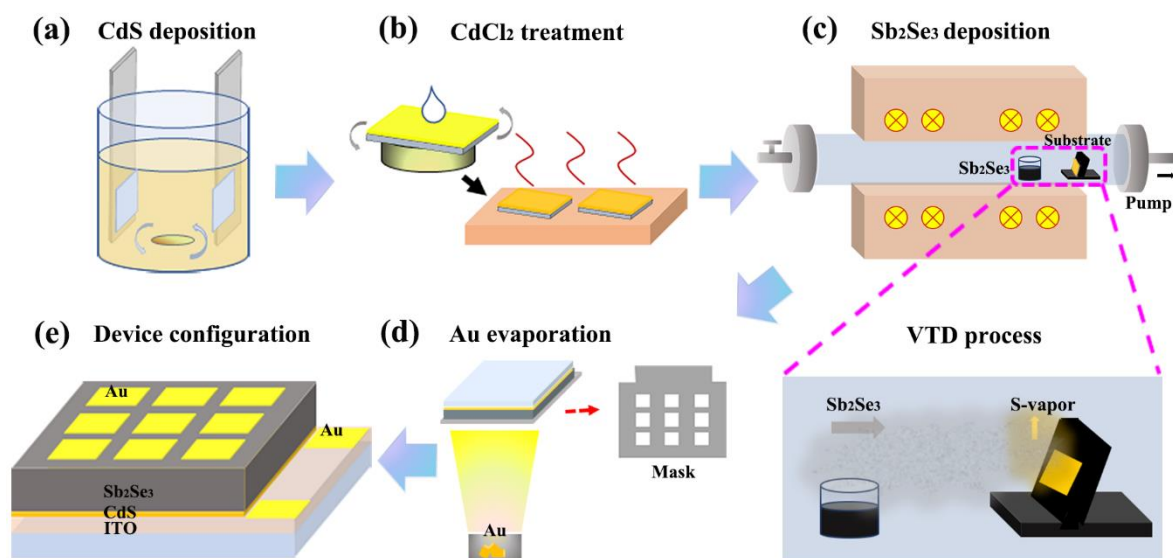 (a) CdS deposition
(b) CdCl₂ treatment
(c) Sb₂Se₃ deposition
Substrate
Sb₂Se₃
Pump
(e) Device configuration
Au
Au
Sb₂Se₃
CdS
ITO
(d) Au evaporation
Mask
Au
VTD process
Sb₂Se₃
S-vapor